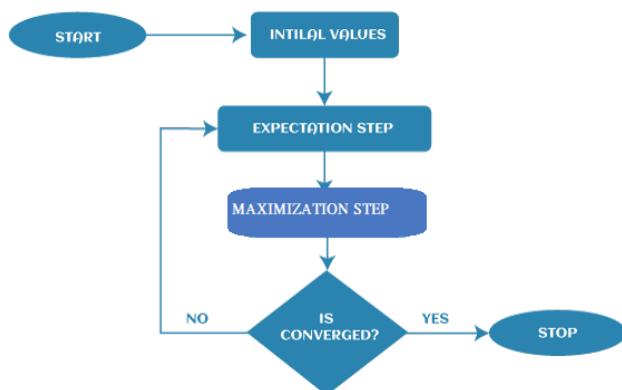 START
INTILAL VALUES
EXPECTATION STEP
MAXIMIZATION STEP
IS
CONVERGED?
NO
YES
STOP